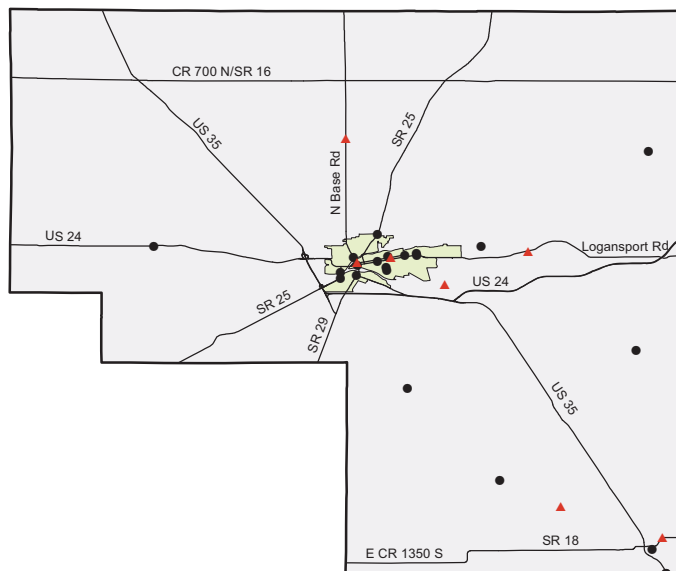 CR 700 N/SR 16
US 35
SR 25
N Base Rd
US 24
Logansport Rd
US 24
SR 25
SR 29
US 35
SR 18
E CR 1350 S